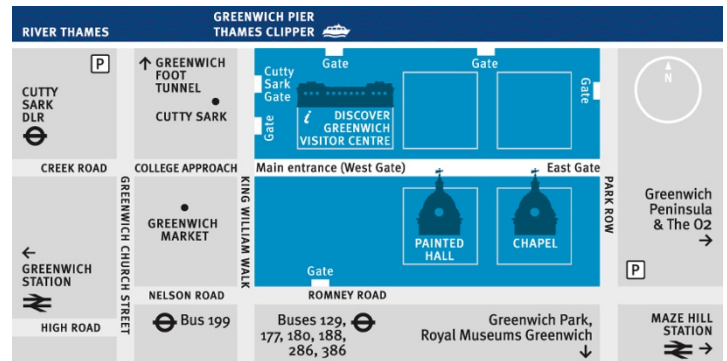 RIVER THAMES
GREENWICH PIER
THAMES CLIPPER
P
CUTTY
SARK
DLR
GREENWICH
FOOT
TUNNEL
CUTTY SARK
Gate
Gate
Cutty
Sark
Gate
Gate
Gate
i DISCOVER
GREENWICH
VISITOR CENTRE
N
CREEK ROAD
COLLEGE APPROACH
Main entrance (West Gate)
East Gate
GREENWICH CHURCH STREET
KING WILLIAM WALK
PARK ROW
GREENWICH
MARKET
PAINTED
HALL
CHAPEL
Greenwich
Peninsula
& The O2
GREENWICH
STATION
Gate
P
NELSON ROAD
ROMNEY ROAD
HIGH ROAD
Bus 199
Buses 129,
177, 180, 188,
286, 386
Greenwich Park,
Royal Museums Greenwich
MAZE HILL
STATION